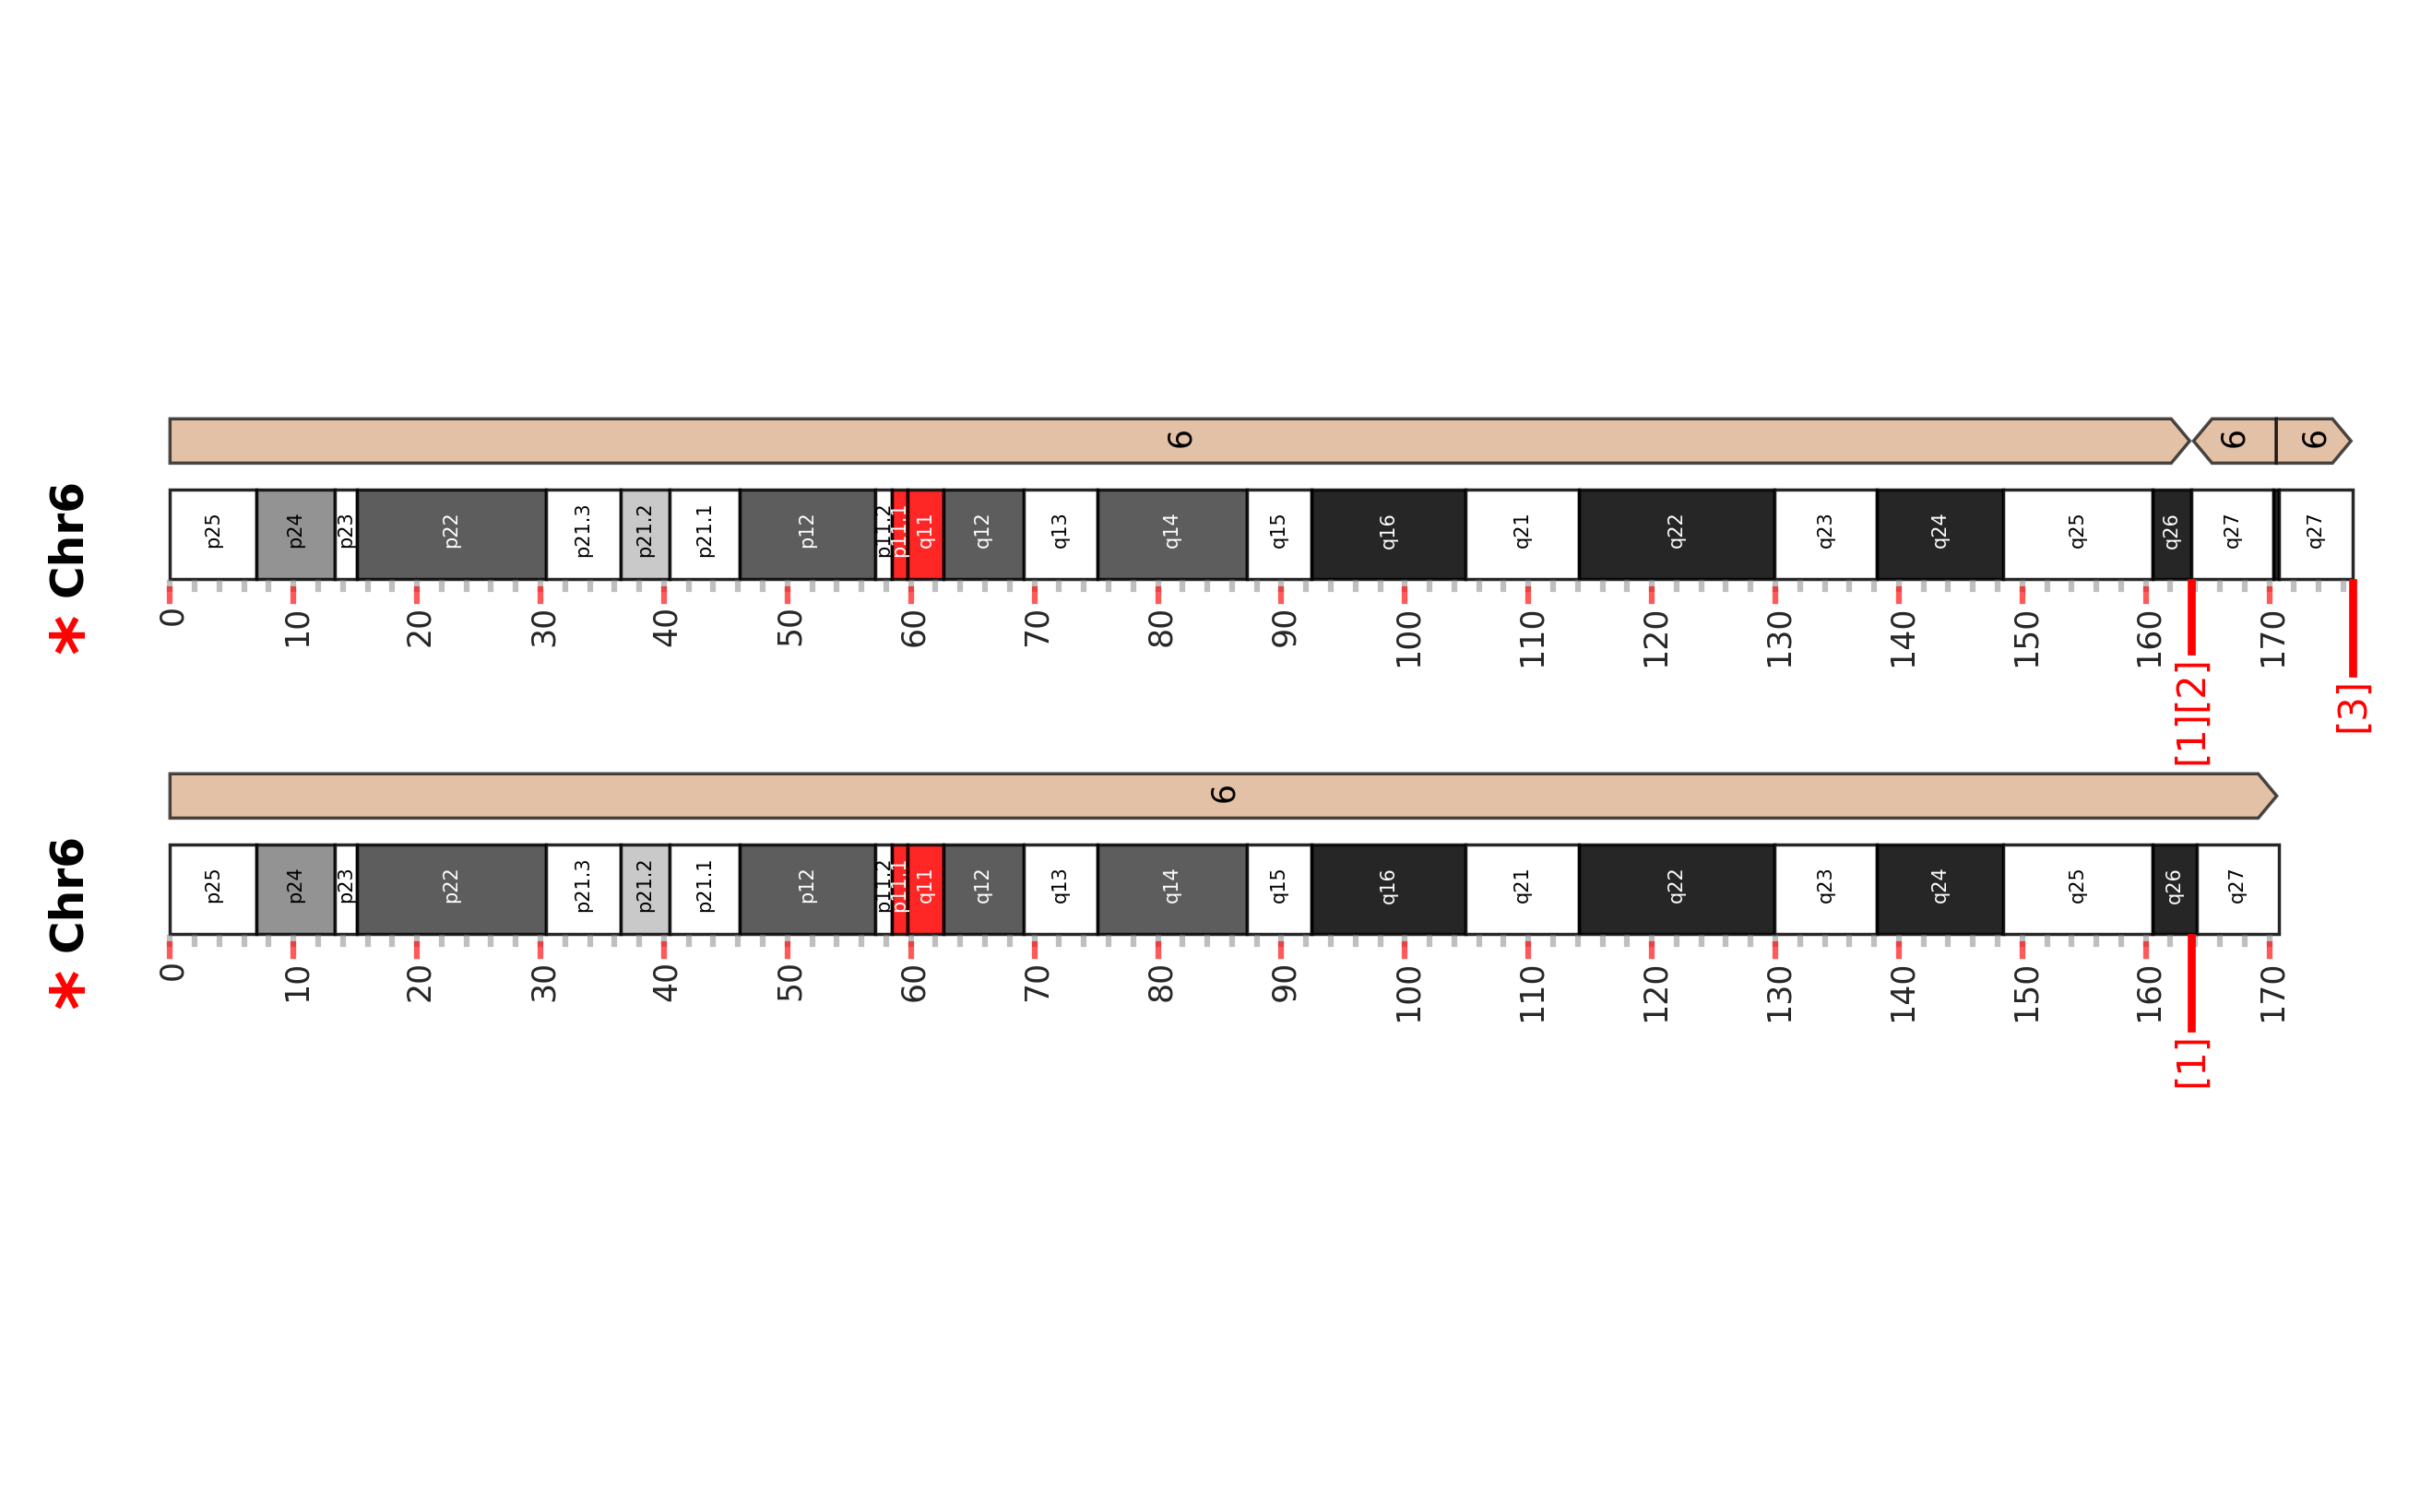 6 6 6
* Chr6
p25 p24 p23 p22 p21.3 p21.2 p21.1 p12 p11.2 p11.1 q11 q12 q13 q14 q15 q16 q21 q22 q23 q24 q25 q26 q27 q27
0 10 20 30 40 50 60 70 80 90 100 110 120 130 140 150 160 170
[1][2] [3]
6
* Chr6
p25 p24 p23 p22 p21.3 p21.2 p21.1 p12 p11.2 p11.1 q11 q12 q13 q14 q15 q16 q21 q22 q23 q24 q25 q26 q27
0 10 20 30 40 50 60 70 80 90 100 110 120 130 140 150 160 170
[1]